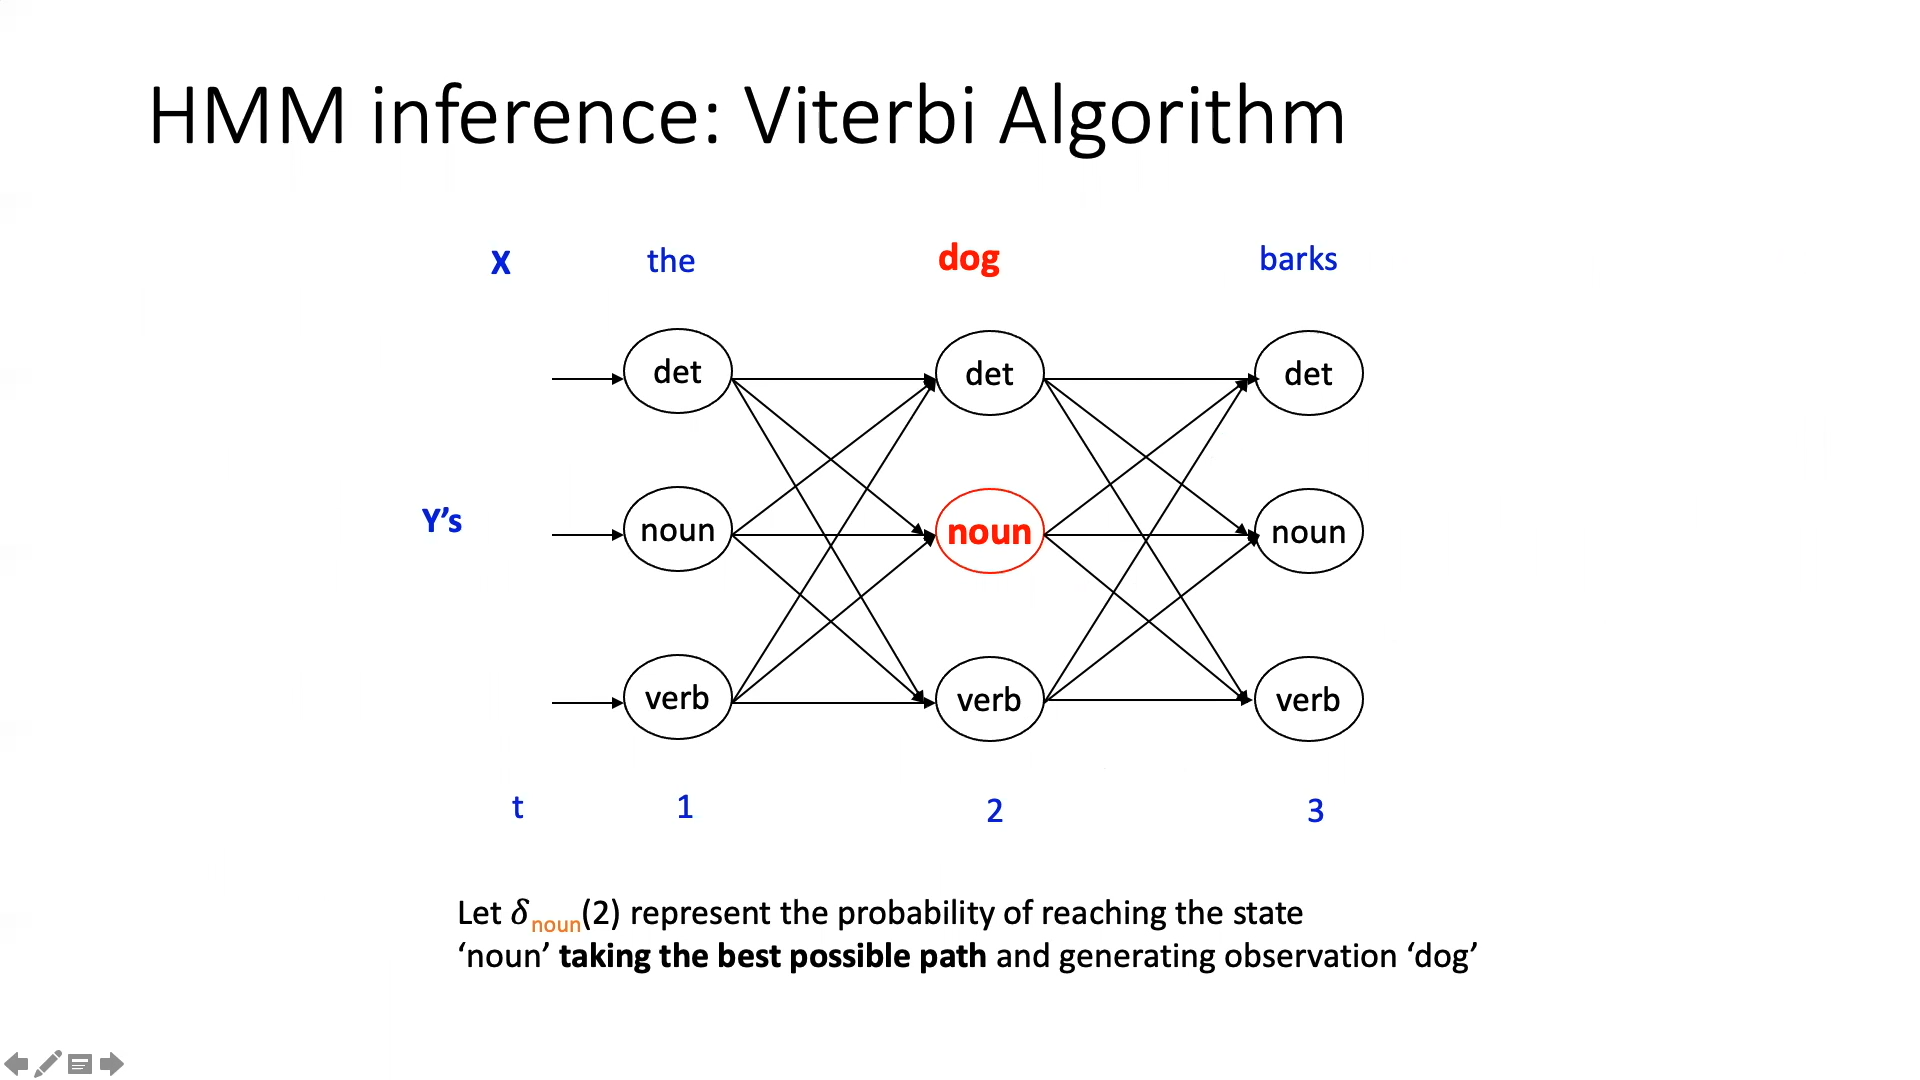 HMM inference: Viterbi Algorithm
X the dog barks
det det det
Y’s noun noun noun
verb verb verb
t 1 2 3
Let δnoun(2) represent the probability of reaching the state
‘noun’ taking the best possible path and generating observation ‘dog’